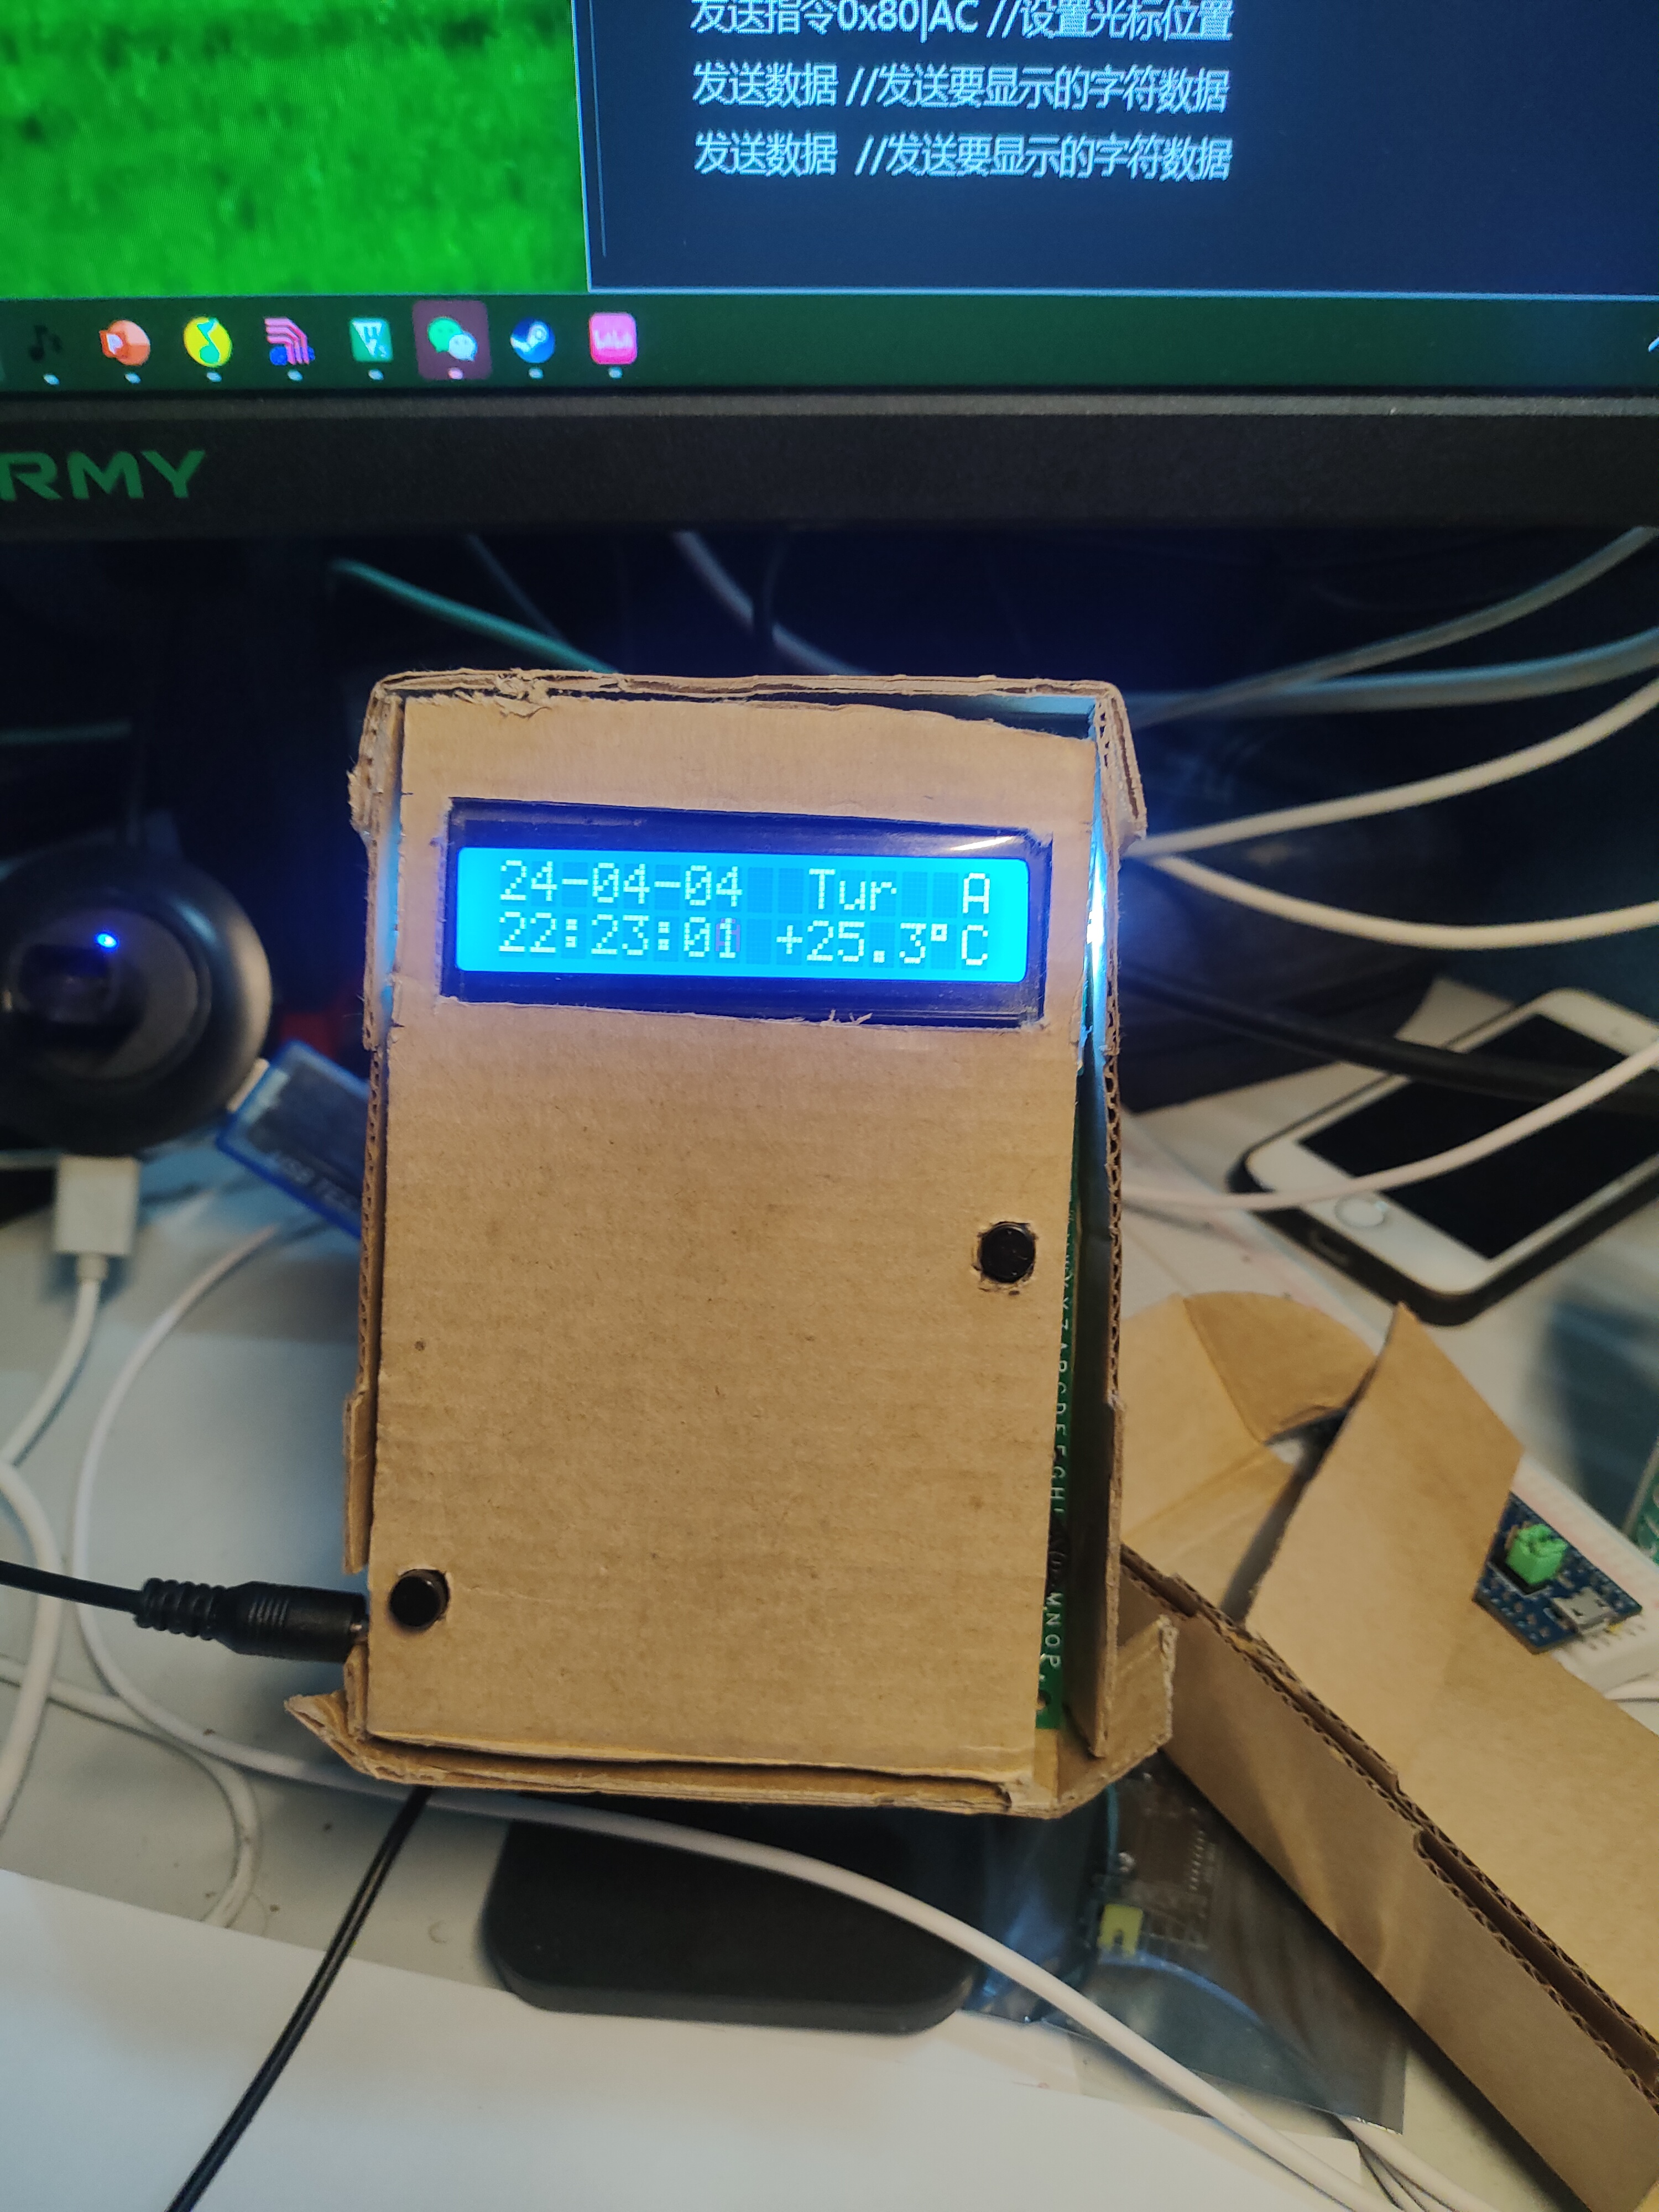 发送指令0x80|AC //设置光标位置
发送数据 //发送要显示的字符数据
发送数据 //发送要显示的字符数据
RMY
24-04-04 Tur A
22:23:01 +25.3°C
USB TES
X Z A B C D E F G H I
M N O P